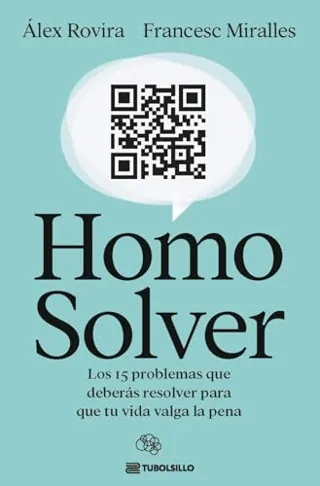 Álex Rovira Francesc Miralles
Homo
Solver
Los 15 problemas que
deberás resolver para
que tu vida valga la pena
TUBOLSILLO